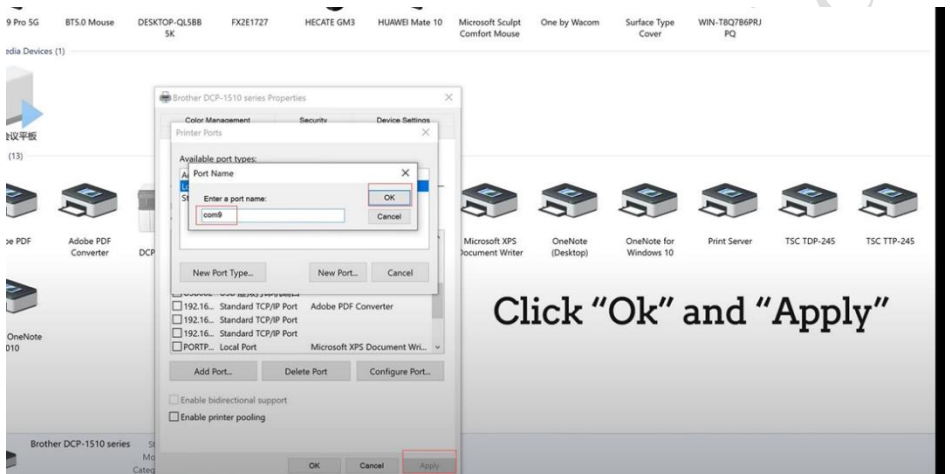 9 Pro 5G
BT5.0 Mouse
DESKTOP-QL5BB
5K
FX2E1727
HECATE GM3
HUAWEI Mate 10
Microsoft Sculpt
Comfort Mouse
One by Wacom
Surface Type
Cover
WIN-T8Q7B6PRJ
PQ
edia Devices (1)
会议平板
(13)
Brother DCP-1510 series Properties
Color Management
Security
Device Settings
Printer Ports
Available port types:
Port Name
Enter a port name:
OK
com9
Cancel
New Port Type...
New Port...
Cancel
192.16... Standard TCP/IP Port Adobe PDF Converter
192.16... Standard TCP/IP Port
192.16... Standard TCP/IP Port
PORTP... Local Port Microsoft XPS Document Wri...
Add Port...
Delete Port
Configure Port...
Enable bidirectional support
Enable printer pooling
OK
Cancel
Apply
PDF
Adobe PDF
Converter
DCP
Microsoft XPS
Document Writer
OneNote
(Desktop)
OneNote for
Windows 10
Print Server
TSC TDP-245
TSC TTP-245
OneNote
010
Click “Ok” and “Apply”
Brother DCP-1510 series
Categ